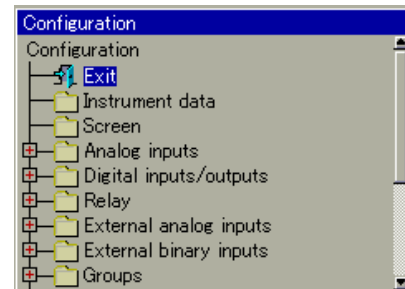 Configuration
Configuration
Exit
Instrument data
Screen
Analog inputs
Digital inputs/outputs
Relay
External analog inputs
External binary inputs
Groups